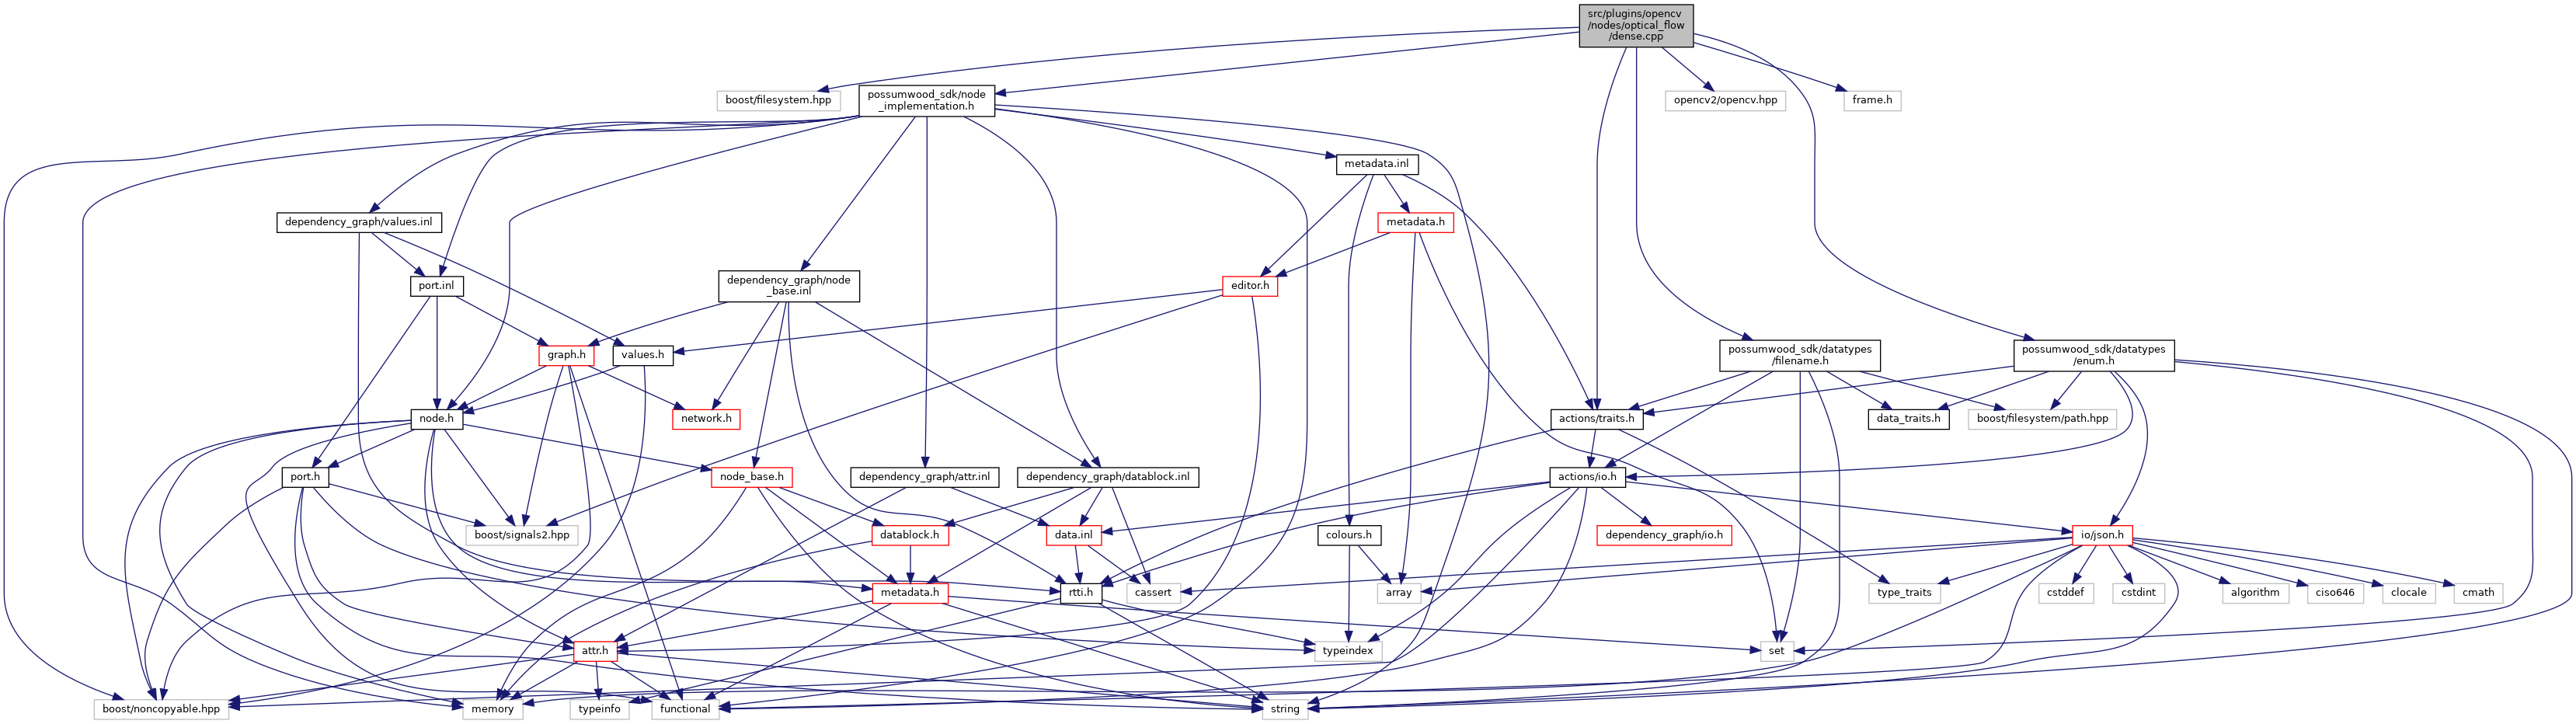 src/plugins/opencv
/nodes/optical_flow
/dense.cpp
boost/filesystem.hpp
possumwood_sdk/node
_implementation.h
opencv2/opencv.hpp
frame.h
metadata.inl
dependency_graph/values.inl
metadata.h
port.inl
dependency_graph/node
_base.inl
editor.h
graph.h
values.h
possumwood_sdk/datatypes
/filename.h
possumwood_sdk/datatypes
/enum.h
node.h
network.h
actions/traits.h
data_traits.h
boost/filesystem/path.hpp
port.h
node_base.h
dependency_graph/attr.inl
dependency_graph/datablock.inl
actions/io.h
boost/signals2.hpp
datablock.h
data.inl
colours.h
dependency_graph/io.h
io/json.h
metadata.h
rtti.h
cassert
array
type_traits
cstddef
cstdint
algorithm
ciso646
clocale
cmath
attr.h
typeindex
set
boost/noncopyable.hpp
memory
typeinfo
functional
string